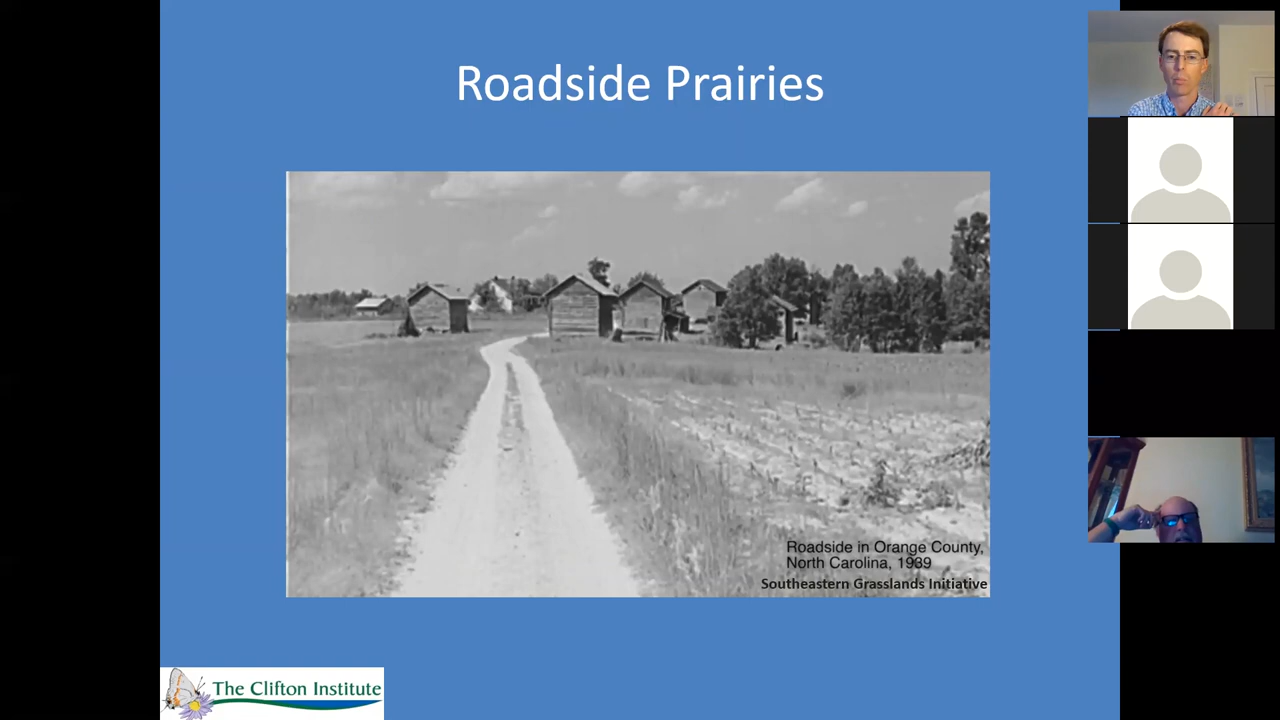 Roadside Prairies
Roadside in Orange County,
North Carolina, 1939
Southeastern Grasslands Initiative
The Clifton Institute